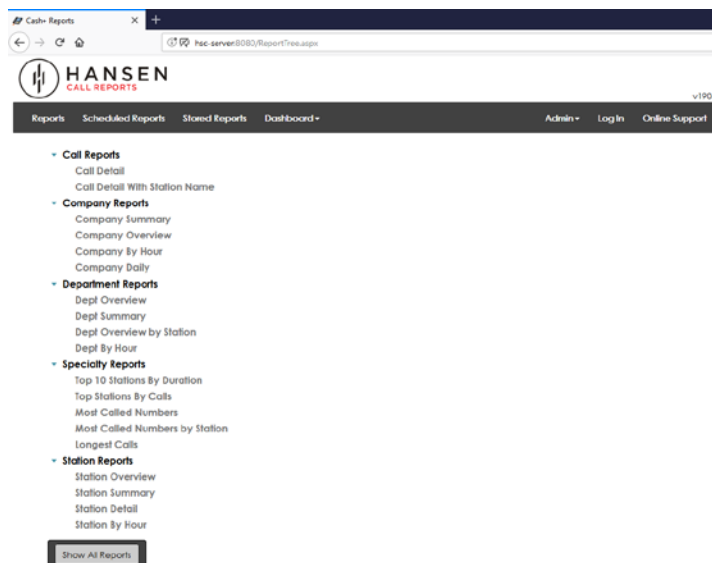 Cash+ Reports
hsc-server:8080/ReportTree.aspx
HANSEN
CALL REPORTS
v190
Reports Scheduled Reports Stored Reports Dashboard Admin Log In Online Support
Call Reports
Call Detail
Call Detail With Station Name
Company Reports
Company Summary
Company Overview
Company By Hour
Company Daily
Department Reports
Dept Overview
Dept Summary
Dept Overview by Station
Dept By Hour
Specialty Reports
Top 10 Stations By Duration
Top Stations By Calls
Most Called Numbers
Most Called Numbers by Station
Longest Calls
Station Reports
Station Overview
Station Summary
Station Detail
Station By Hour
Show All Reports